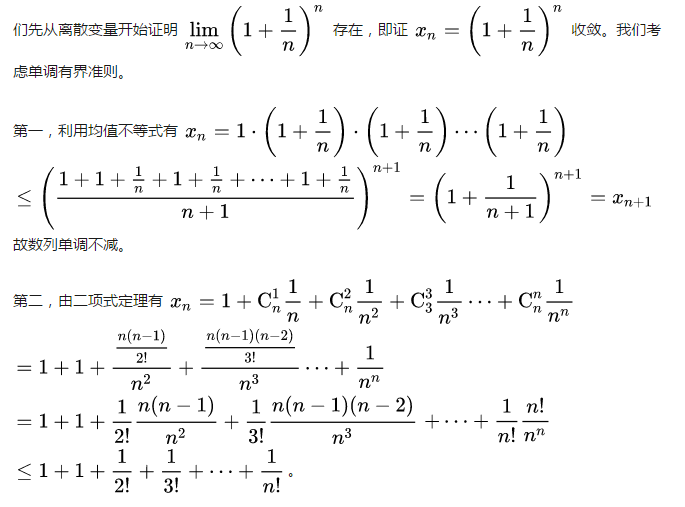 们先从离散变量开始证明 $\lim_{n\to\infty}\left(1+\frac{1}{n}\right)^n$ 存在，即证 $x_n=\left(1+\frac{1}{n}\right)^n$ 收敛。我们考
虑单调有界准则。
第一，利用均值不等式有 $x_n=1\cdot\left(1+\frac{1}{n}\right)\cdot\left(1+\frac{1}{n}\right)\cdots\left(1+\frac{1}{n}\right)$
$\leq\left(\frac{1+1+\frac{1}{n}+1+\frac{1}{n}+\cdots+1+\frac{1}{n}}{n+1}\right)^{n+1}=\left(1+\frac{1}{n+1}\right)^{n+1}=x_{n+1}$
故数列单调不减。
第二，由二项式定理有 $x_n=1+\mathrm{C}_n^1\frac{1}{n}+\mathrm{C}_n^2\frac{1}{n^2}+\mathrm{C}_3^3\frac{1}{n^3}\cdots+\mathrm{C}_n^n\frac{1}{n^n}$
$=1+1+\frac{\frac{n(n-1)}{2!}}{n^2}+\frac{\frac{n(n-1)(n-2)}{3!}}{n^3}\cdots+\frac{1}{n^n}$
$=1+1+\frac{1}{2!}\frac{n(n-1)}{n^2}+\frac{1}{3!}\frac{n(n-1)(n-2)}{n^3}+\cdots+\frac{1}{n!}\frac{n!}{n^n}$
$\leq 1+1+\frac{1}{2!}+\frac{1}{3!}+\cdots+\frac{1}{n!}$。